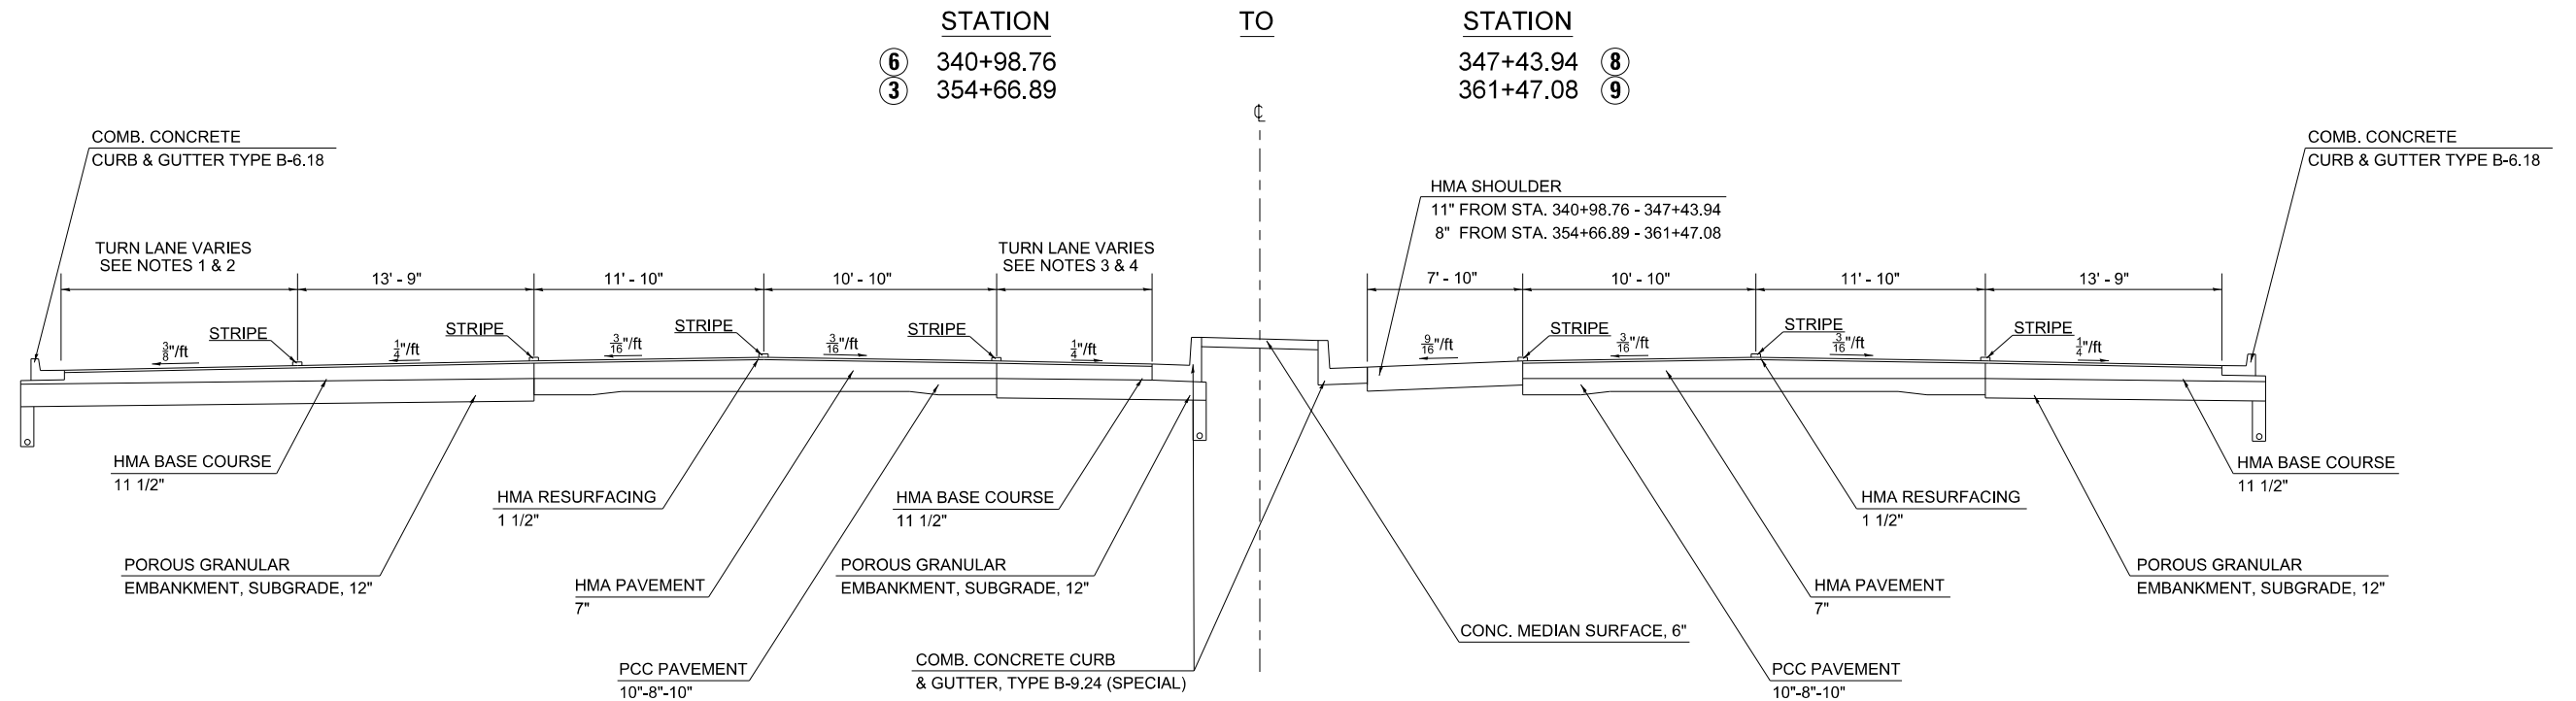 STATION TO STATION
6 340+98.76 347+43.94 8
3 354+66.89 361+47.08 9
℄
COMB. CONCRETE
CURB & GUTTER TYPE B-6.18
COMB. CONCRETE
CURB & GUTTER TYPE B-6.18
HMA SHOULDER
11" FROM STA. 340+98.76 - 347+43.94
8" FROM STA. 354+66.89 - 361+47.08
TURN LANE VARIES
SEE NOTES 1 & 2
TURN LANE VARIES
SEE NOTES 3 & 4
13' - 9" 11' - 10" 10' - 10" 7' - 10" 10' - 10" 11' - 10" 13' - 9"
STRIPE STRIPE STRIPE STRIPE STRIPE STRIPE STRIPE
3/8"/ft 1/4"/ft 3/16"/ft 3/16"/ft 1/4"/ft 9/16"/ft 3/16"/ft 3/16"/ft 1/4"/ft
HMA BASE COURSE
11 1/2"
HMA RESURFACING
1 1/2"
HMA BASE COURSE
11 1/2"
HMA RESURFACING
1 1/2"
HMA BASE COURSE
11 1/2"
POROUS GRANULAR
EMBANKMENT, SUBGRADE, 12"
HMA PAVEMENT
7"
POROUS GRANULAR
EMBANKMENT, SUBGRADE, 12"
HMA PAVEMENT
7"
POROUS GRANULAR
EMBANKMENT, SUBGRADE, 12"
PCC PAVEMENT
10"-8"-10"
COMB. CONCRETE CURB
& GUTTER, TYPE B-9.24 (SPECIAL)
CONC. MEDIAN SURFACE, 6"
PCC PAVEMENT
10"-8"-10"